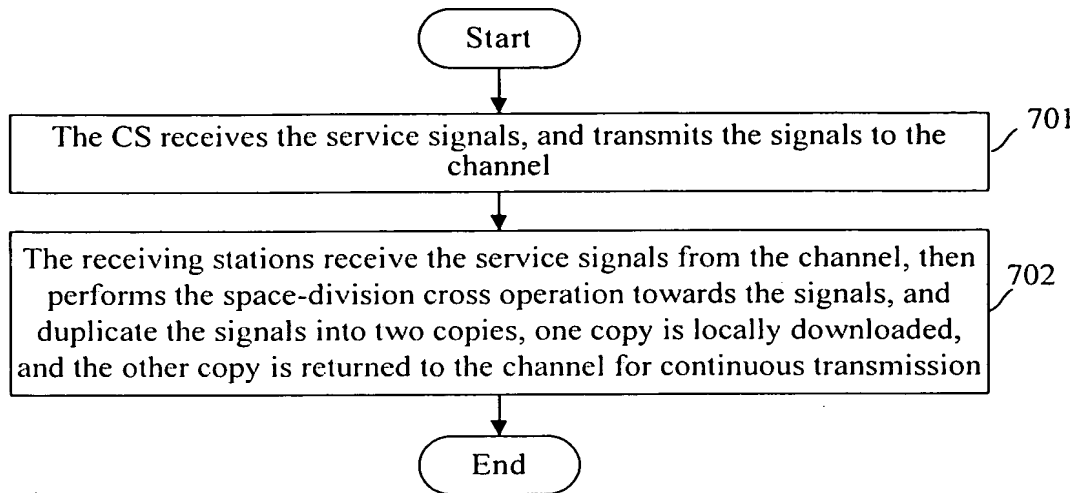 Start
The CS receives the service signals, and transmits the signals to the
channel
701
The receiving stations receive the service signals from the channel, then
performs the space-division cross operation towards the signals, and
duplicate the signals into two copies, one copy is locally downloaded,
and the other copy is returned to the channel for continuous transmission
702
End